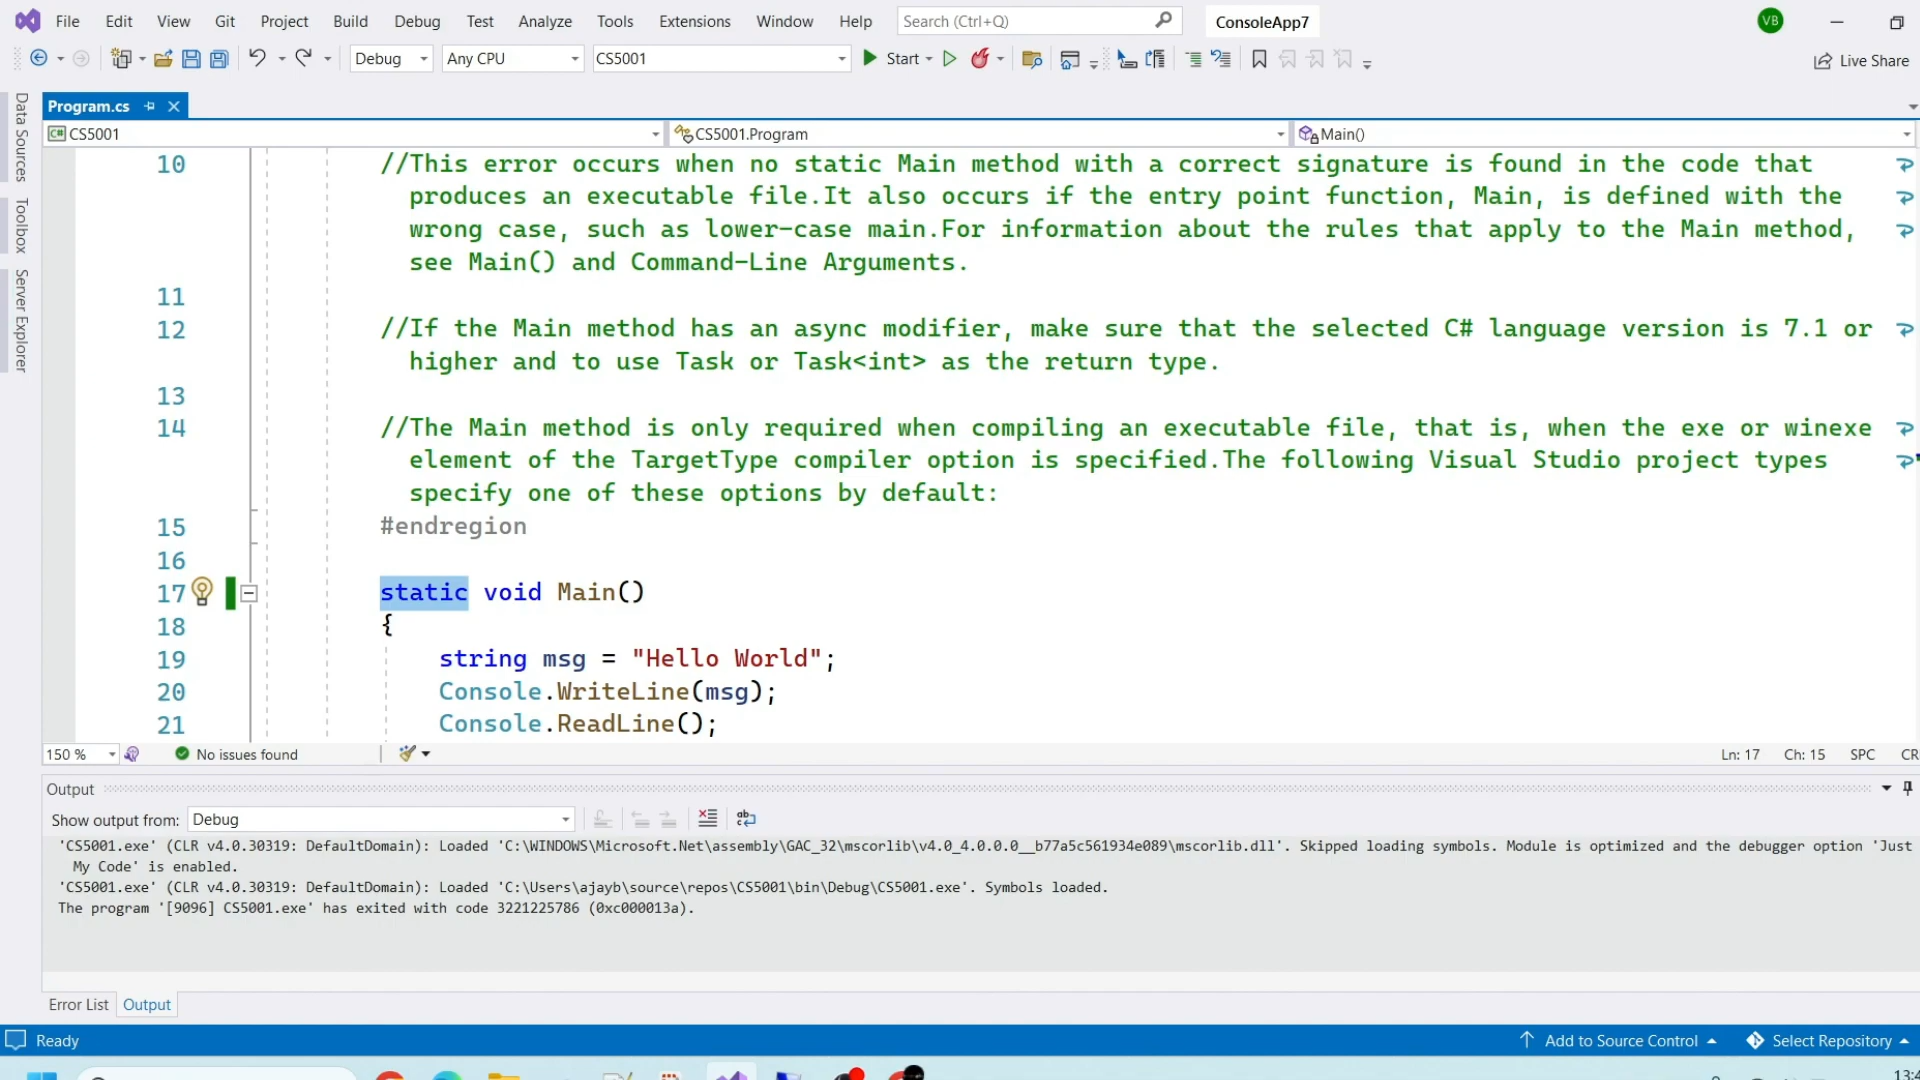 File Edit View Git Project Build Debug Test Analyze Tools Extensions Window Help Search (Ctrl+Q) ConsoleApp7 VB
Debug Any CPU CS5001 Start Live Share
Program.cs
CS5001 CS5001.Program Main()
Data Sources
Toolbox
Server Explorer
10 //This error occurs when no static Main method with a correct signature is found in the code that
produces an executable file.It also occurs if the entry point function, Main, is defined with the
wrong case, such as lower-case main.For information about the rules that apply to the Main method,
see Main() and Command-Line Arguments.
11
12 //If the Main method has an async modifier, make sure that the selected C# language version is 7.1 or
higher and to use Task or Task<int> as the return type.
13
14 //The Main method is only required when compiling an executable file, that is, when the exe or winexe
element of the TargetType compiler option is specified.The following Visual Studio project types
specify one of these options by default:
15 #endregion
16
17 static void Main()
18 {
19 string msg = "Hello World";
20 Console.WriteLine(msg);
21 Console.ReadLine();
150 % No issues found Ln: 17 Ch: 15 SPC CR
Output
Show output from: Debug
'CS5001.exe' (CLR v4.0.30319: DefaultDomain): Loaded 'C:\WINDOWS\Microsoft.Net\assembly\GAC_32\mscorlib\v4.0_4.0.0.0__b77a5c561934e089\mscorlib.dll'. Skipped loading symbols. Module is optimized and the debugger option 'Just
My Code' is enabled.
'CS5001.exe' (CLR v4.0.30319: DefaultDomain): Loaded 'C:\Users\ajayb\source\repos\CS5001\bin\Debug\CS5001.exe'. Symbols loaded.
The program '[9096] CS5001.exe' has exited with code 3221225786 (0xc000013a).
Error List Output
Ready Add to Source Control Select Repository